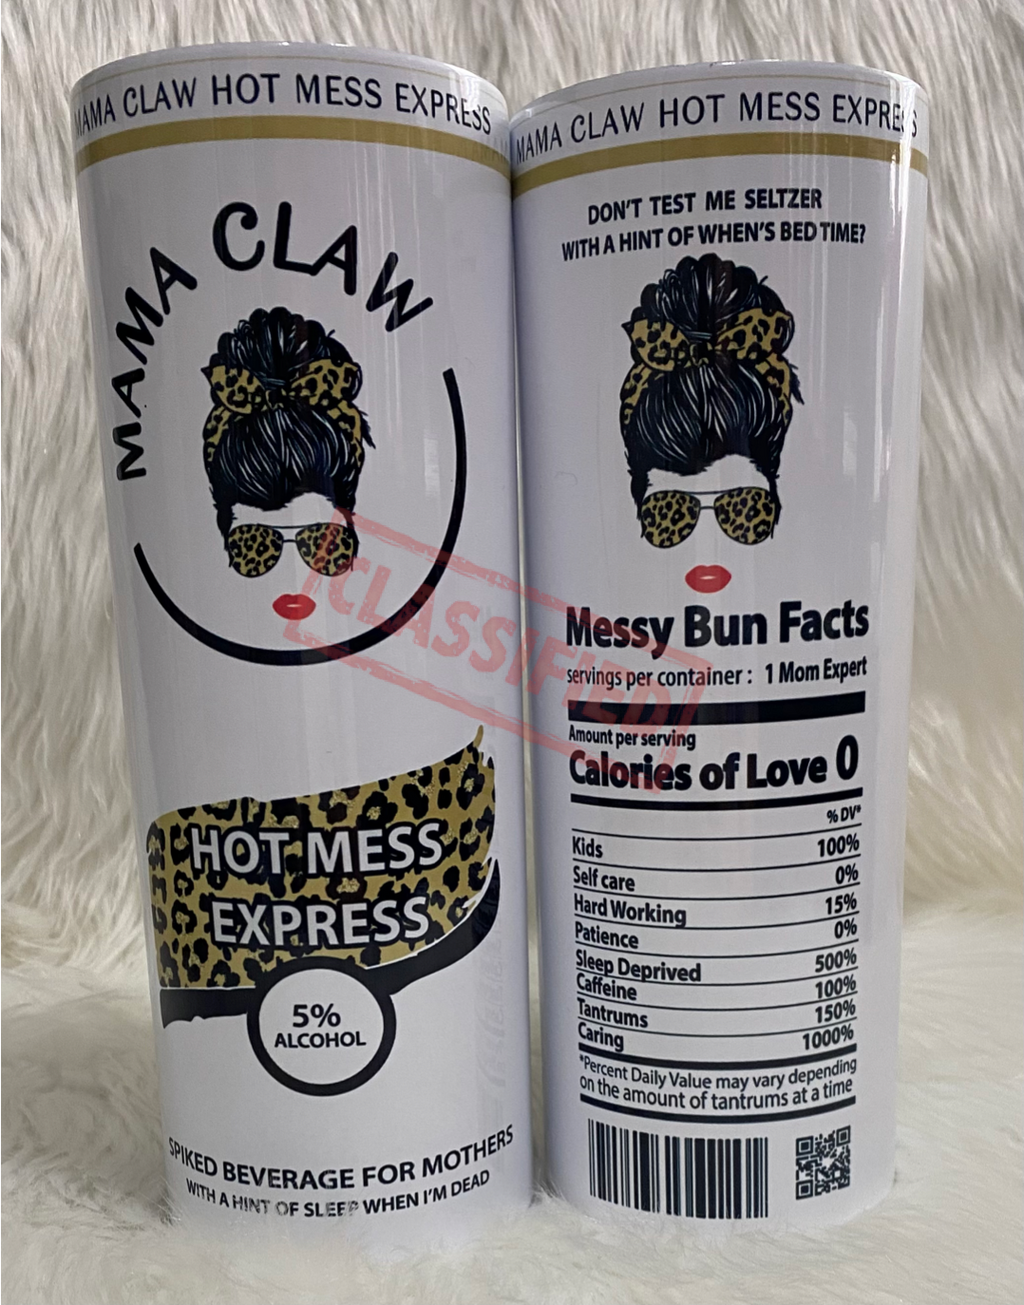 MAMA CLAW HOT MESS EXPRESS
MAMA CLAW
HOT MESS
EXPRESS
5%
ALCOHOL
SPIKED BEVERAGE FOR MOTHERS
WITH A HINT OF SLEEP WHEN I'M DEAD
MAMA CLAW HOT MESS EXPRESS
DON'T TEST ME SELTZER
WITH A HINT OF WHEN'S BED TIME?
Messy Bun Facts
servings per container : 1 Mom Expert
Amount per serving
Calories of Love 0
% DV*
Kids 100%
Self care 0%
Hard Working 15%
Patience 0%
Sleep Deprived 500%
Caffeine 100%
Tantrums 150%
Caring 1000%
*Percent Daily Value may vary depending
on the amount of tantrums at a time
CLASSIFIED